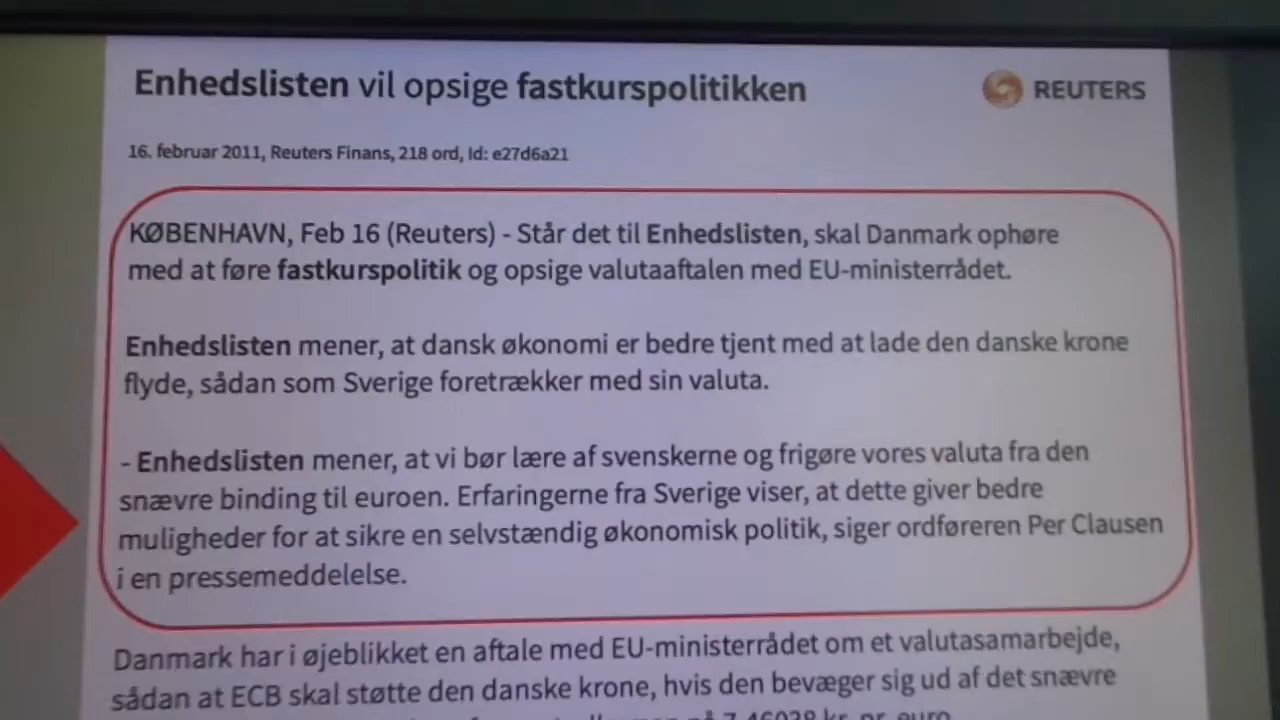 Enhedslisten vil opsige fastkurspolitikken
REUTERS
16. februar 2011, Reuters Finans, 218 ord, Id: e27d6a21
KØBENHAVN, Feb 16 (Reuters) - Står det til Enhedslisten, skal Danmark ophøre
med at føre fastkurspolitik og opsige valutaaftalen med EU-ministerrådet.
Enhedslisten mener, at dansk økonomi er bedre tjent med at lade den danske krone
flyde, sådan som Sverige foretrækker med sin valuta.
- Enhedslisten mener, at vi bør lære af svenskerne og frigøre vores valuta fra den
snævre binding til euroen. Erfaringerne fra Sverige viser, at dette giver bedre
muligheder for at sikre en selvstændig økonomisk politik, siger ordføreren Per Clausen
i en pressemeddelelse.
Danmark har i øjeblikket en aftale med EU-ministerrådet om et valutasamarbejde,
sådan at ECB skal støtte den danske krone, hvis den bevæger sig ud af det snævre
på 7,46038 kr. pr. euro